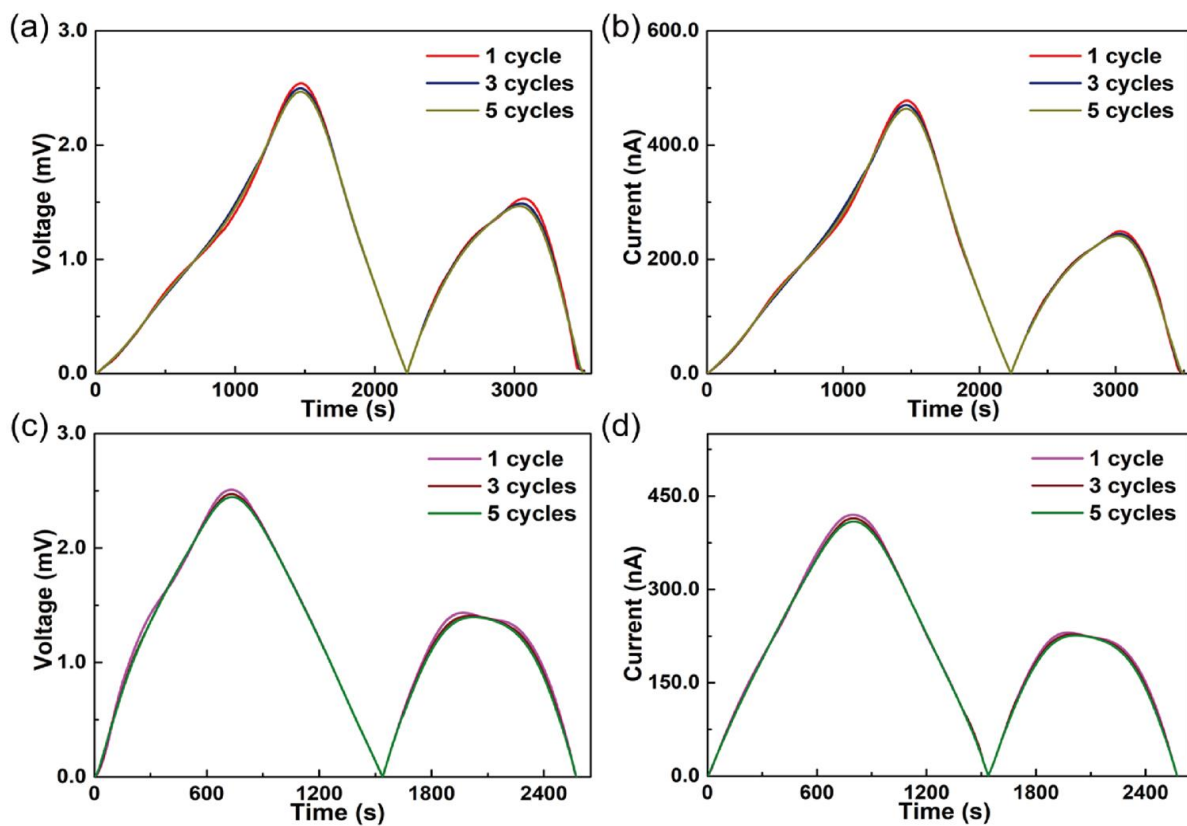 (a)
3.0
2.0
1.0
0.0
Voltage (mV)
1 cycle
3 cycles
5 cycles
0 1000 2000 3000
Time (s)
(b)
600.0
400.0
200.0
0.0
Current (nA)
1 cycle
3 cycles
5 cycles
0 1000 2000 3000
Time (s)
(c)
3.0
2.0
1.0
0.0
Voltage (mV)
1 cycle
3 cycles
5 cycles
0 600 1200 1800 2400
Time (s)
(d)
450.0
300.0
150.0
0.0
Current (nA)
1 cycle
3 cycles
5 cycles
0 600 1200 1800 2400
Time (s)